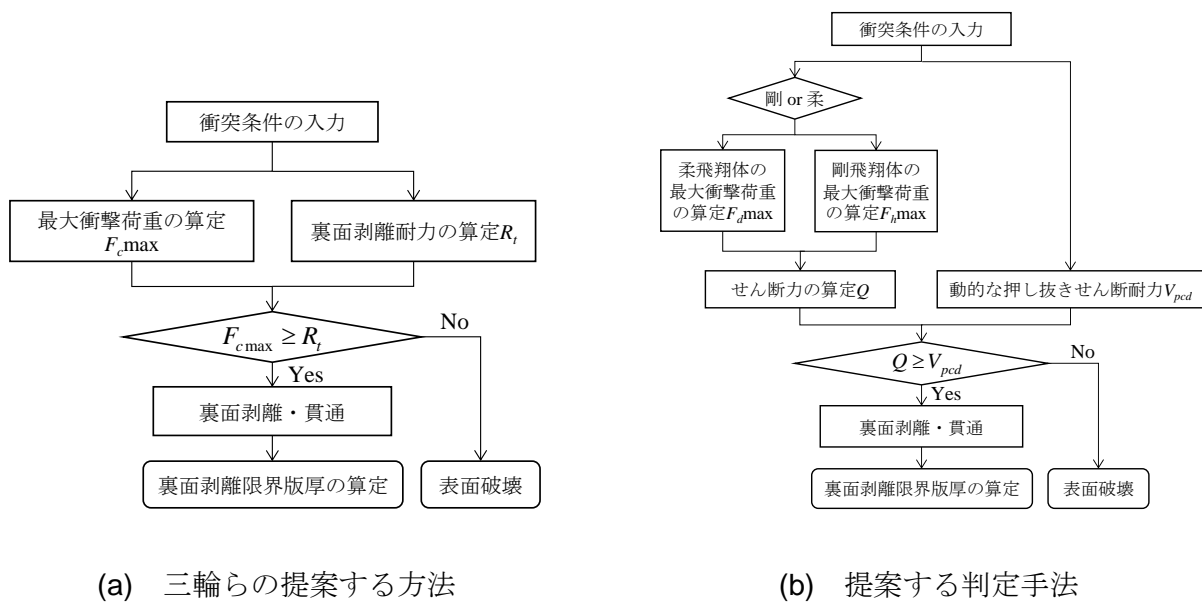 衝突条件の入力
最大衝撃荷重の算定
F_cmax
裏面剥離耐力の算定R_t
F_cmax ≥ R_t
No
Yes
裏面剥離・貫通
裏面剥離限界版厚の算定
表面破壊
(a) 三輪らの提案する方法
衝突条件の入力
剛 or 柔
柔飛翔体の
最大衝撃荷重
の算定F_dmax
剛飛翔体の
最大衝撃荷重
の算定F_hmax
せん断力の算定Q
動的な押し抜きせん断耐力V_pcd
Q ≥ V_pcd
No
Yes
裏面剥離・貫通
裏面剥離限界版厚の算定
表面破壊
(b) 提案する判定手法